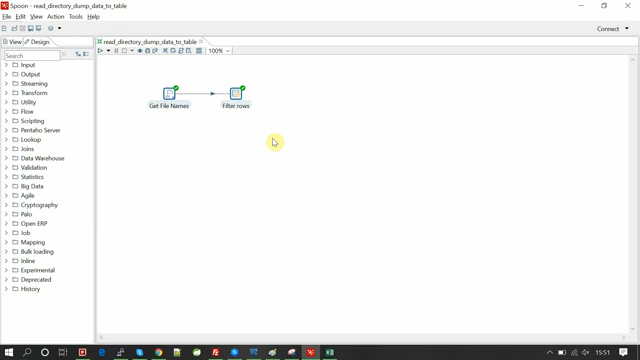 Spoon - read_directory_dump_data_to_table
File Edit View Action Tools Help
Connect
View Design
read_directory_dump_data_to_table
Search
100%
Input
Output
Streaming
Transform
Utility
Flow
Scripting
Pentaho Server
Lookup
Joins
Data Warehouse
Validation
Statistics
Big Data
Agile
Cryptography
Palo
Open ERP
Job
Mapping
Bulk loading
Inline
Experimental
Deprecated
History
Get File Names
Filter rows
15:51